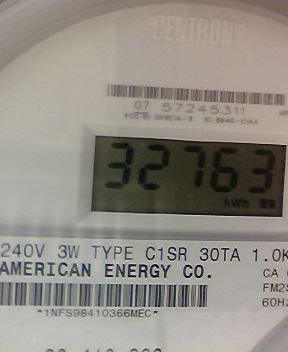 CENTRON
07 57245311
32763
kWh
240V 3W TYPE C1SR 30TA 1.0K
AMERICAN ENERGY CO.
CA
FM2S
60Hz
*1NFS98410366MEC*